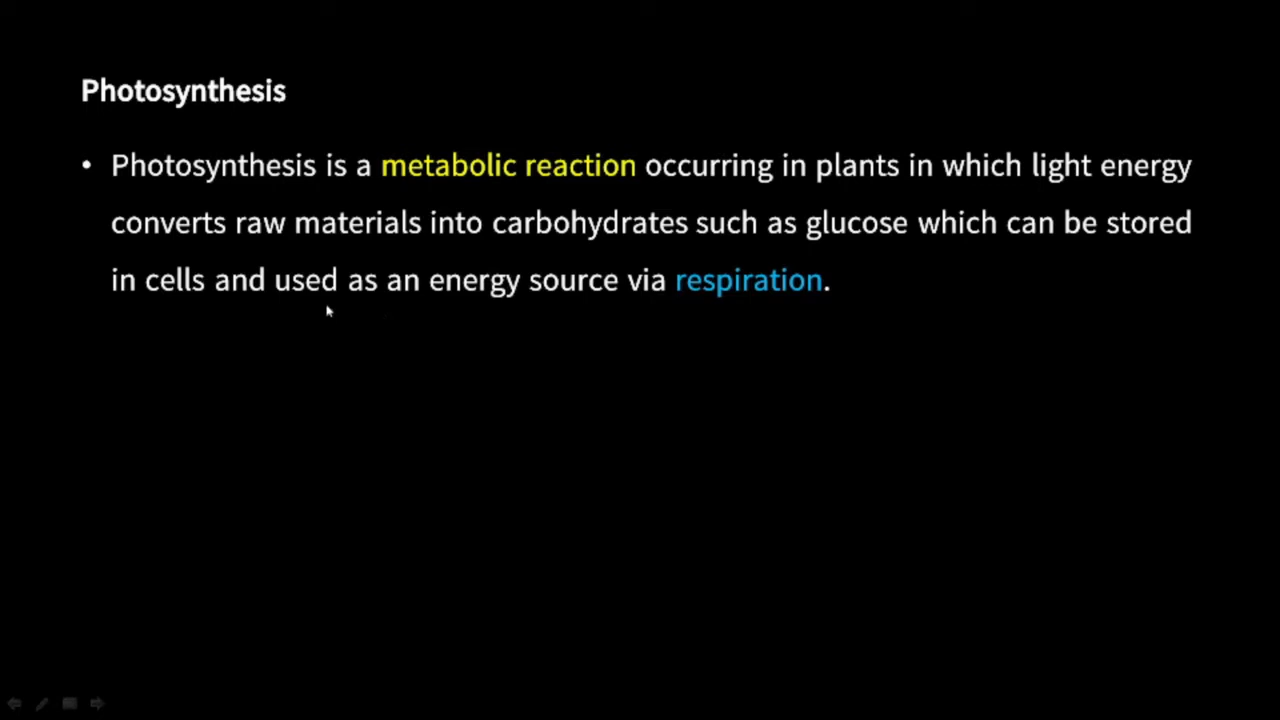 Photosynthesis
• Photosynthesis is a metabolic reaction occurring in plants in which light energy
converts raw materials into carbohydrates such as glucose which can be stored
in cells and used as an energy source via respiration.